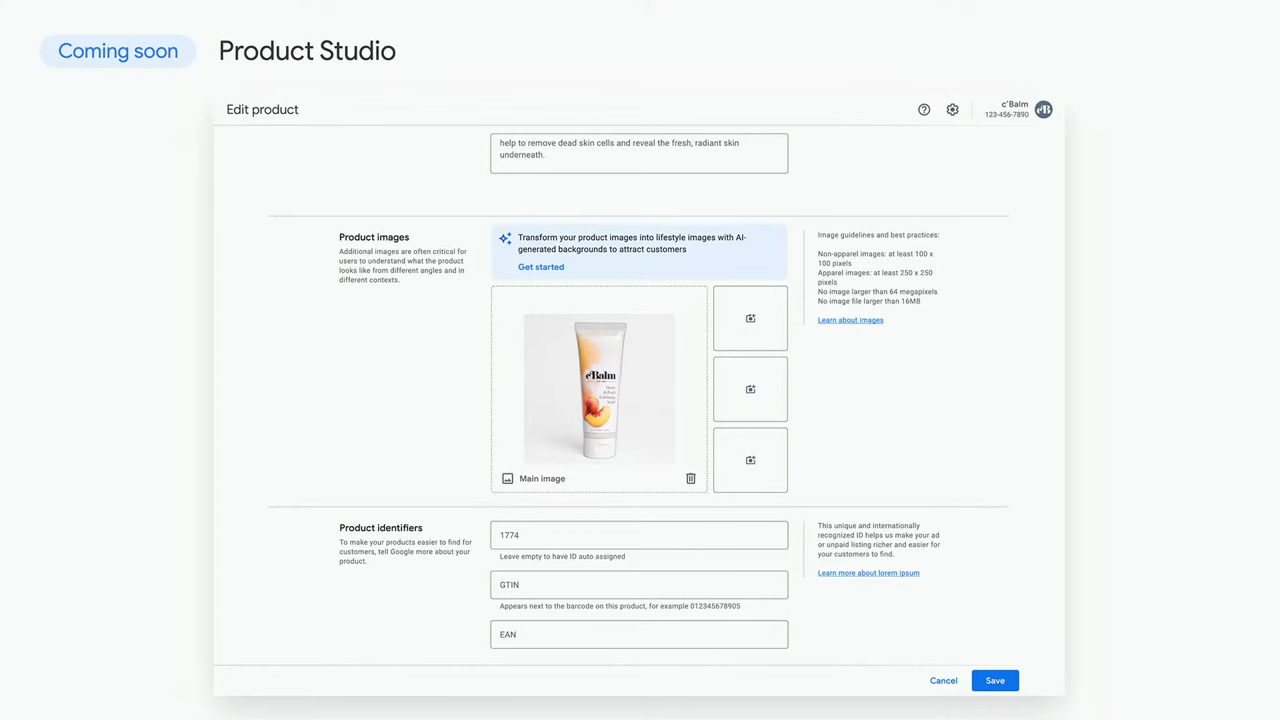 Coming soon
Product Studio
Edit product
c'Balm
123-456-7890
help to remove dead skin cells and reveal the fresh, radiant skin
underneath.
Product images
Additional images are often critical for
users to understand what the product
looks like from different angles and in
different contexts.
Transform your product images into lifestyle images with AI-
generated backgrounds to attract customers
Get started
c'Balm
Main image
Image guidelines and best practices:
Non-apparel images: at least 100 x
100 pixels
Apparel images: at least 250 x 250
pixels
No image larger than 64 megapixels
No image file larger than 16MB
Learn about images
Product identifiers
To make your products easier to find for
customers, tell Google more about your
product.
1774
Leave empty to have ID auto assigned
GTIN
Appears next to the barcode on this product, for example 012345678905
EAN
This unique and internationally
recognized ID helps us make your ad
or unpaid listing richer and easier for
your customers to find.
Learn more about lorem ipsum
Cancel
Save